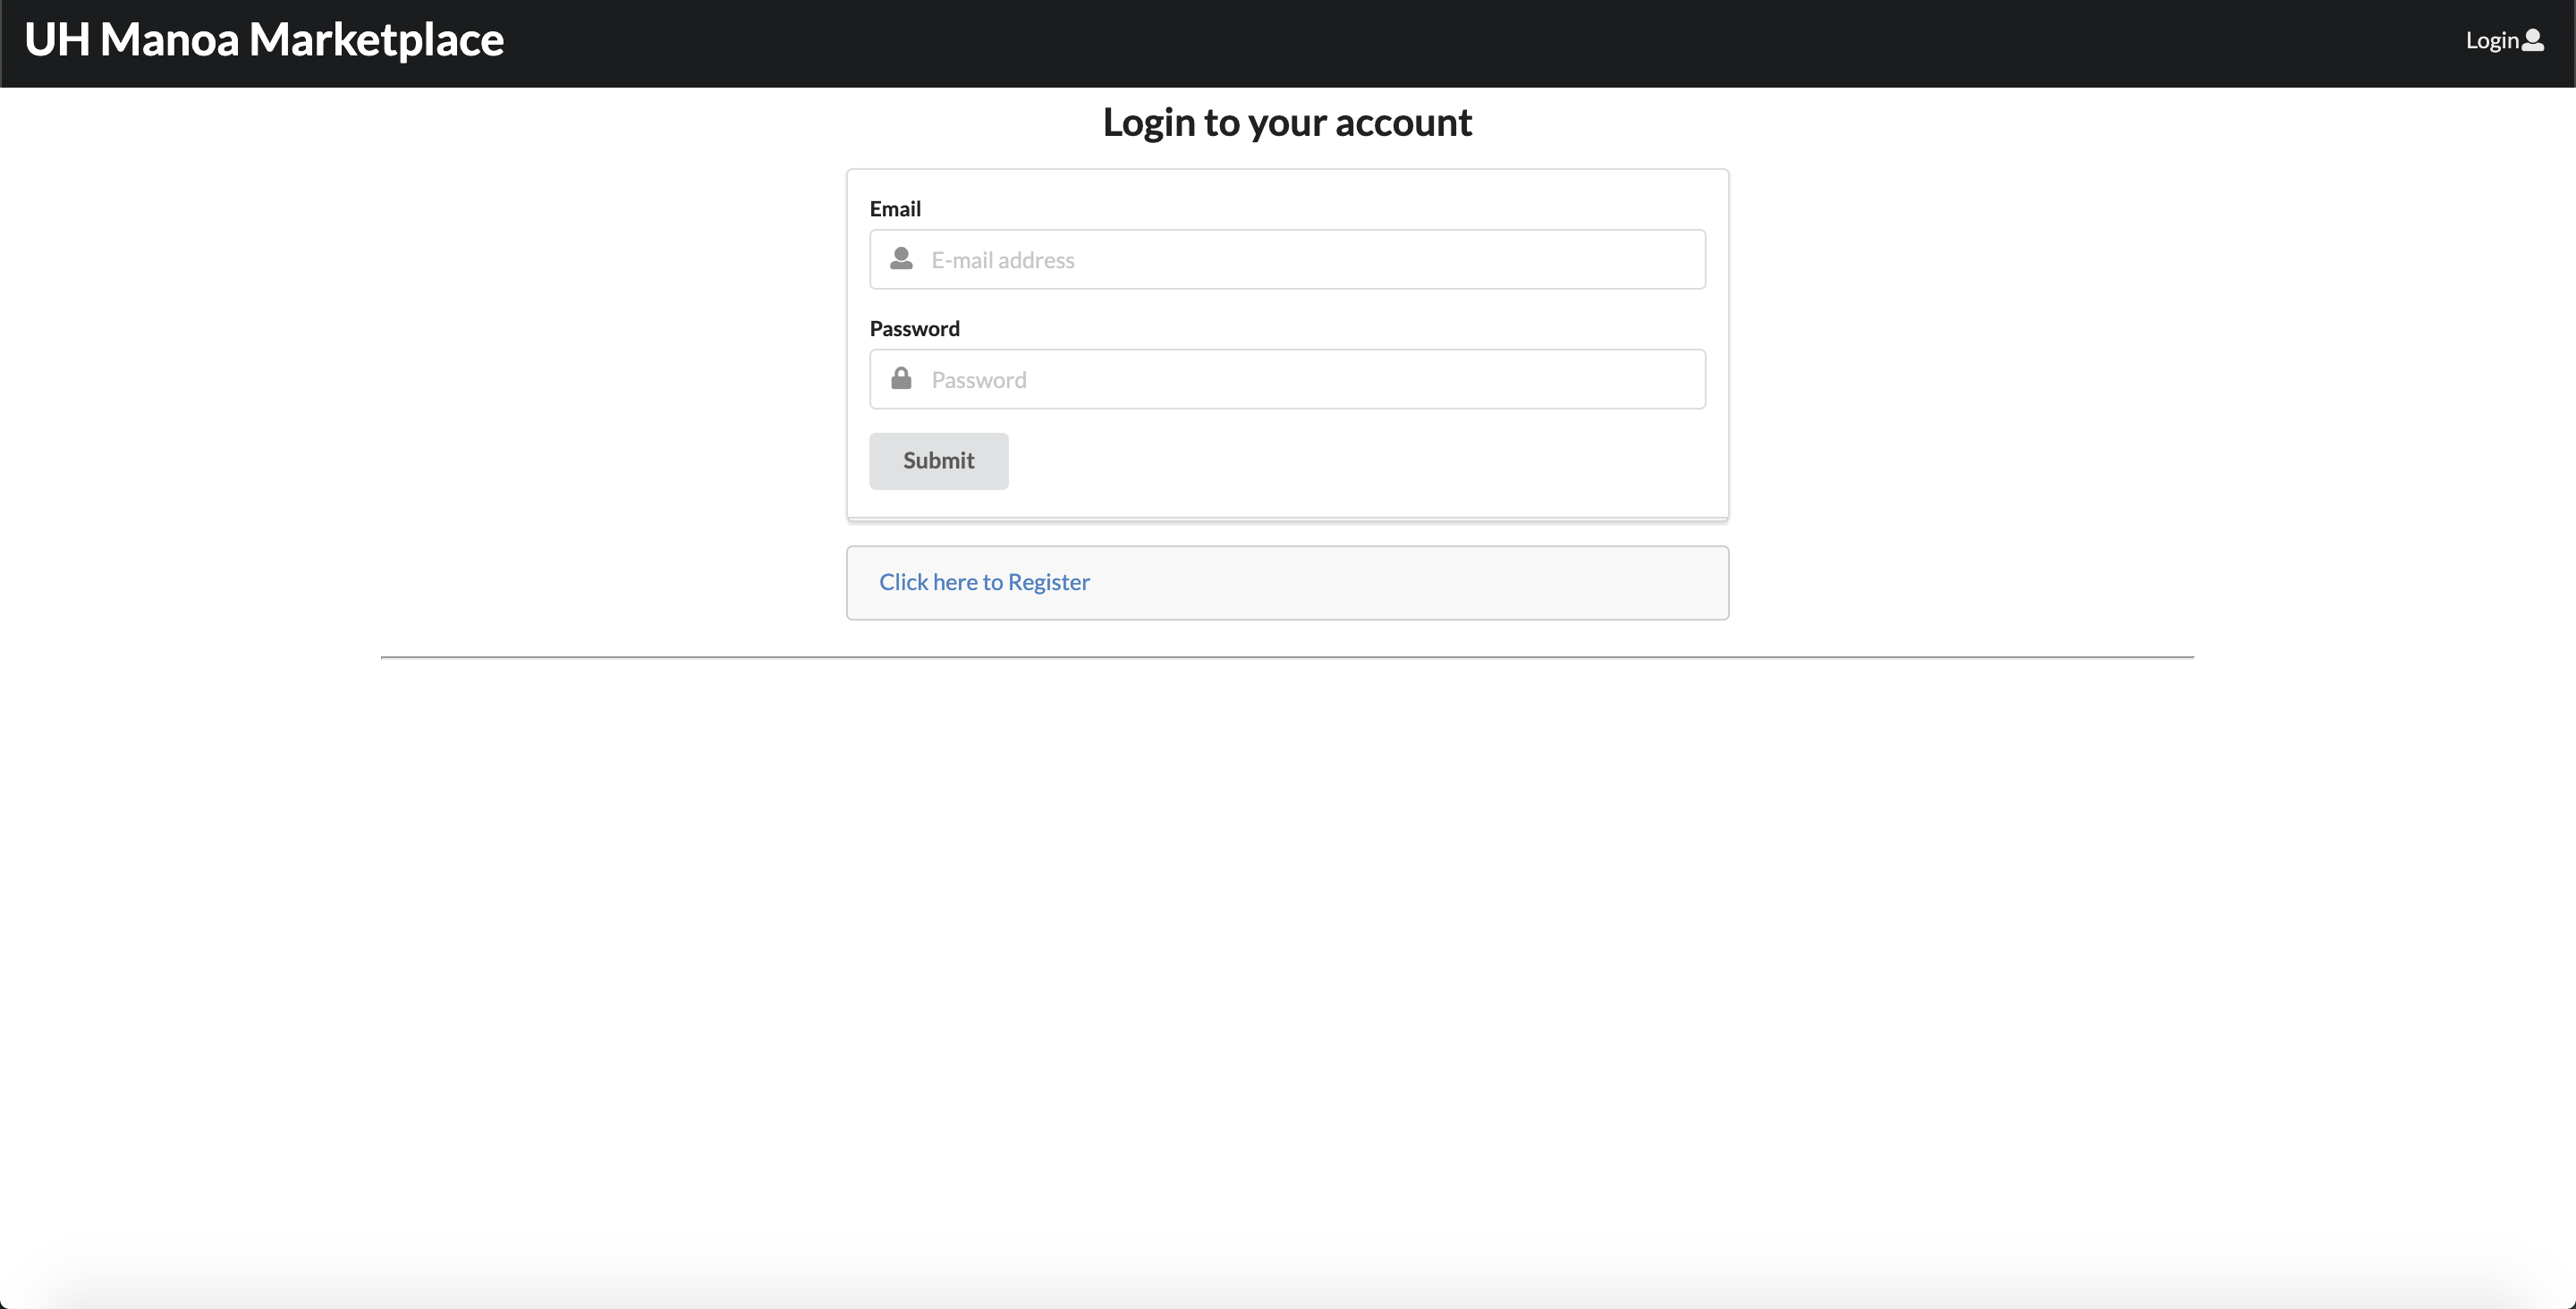 UH Manoa Marketplace
Login
Login to your account
Email
E-mail address
Password
Password
Submit
Click here to Register